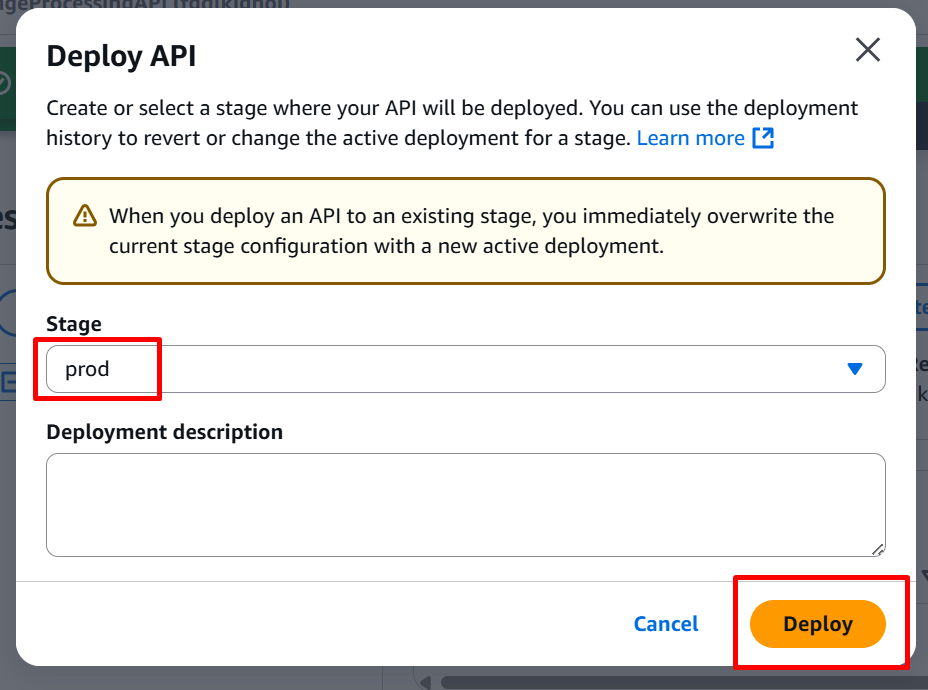 Deploy API
Create or select a stage where your API will be deployed. You can use the deployment
history to revert or change the active deployment for a stage. Learn more
When you deploy an API to an existing stage, you immediately overwrite the
current stage configuration with a new active deployment.
Stage
prod
Deployment description
Cancel
Deploy